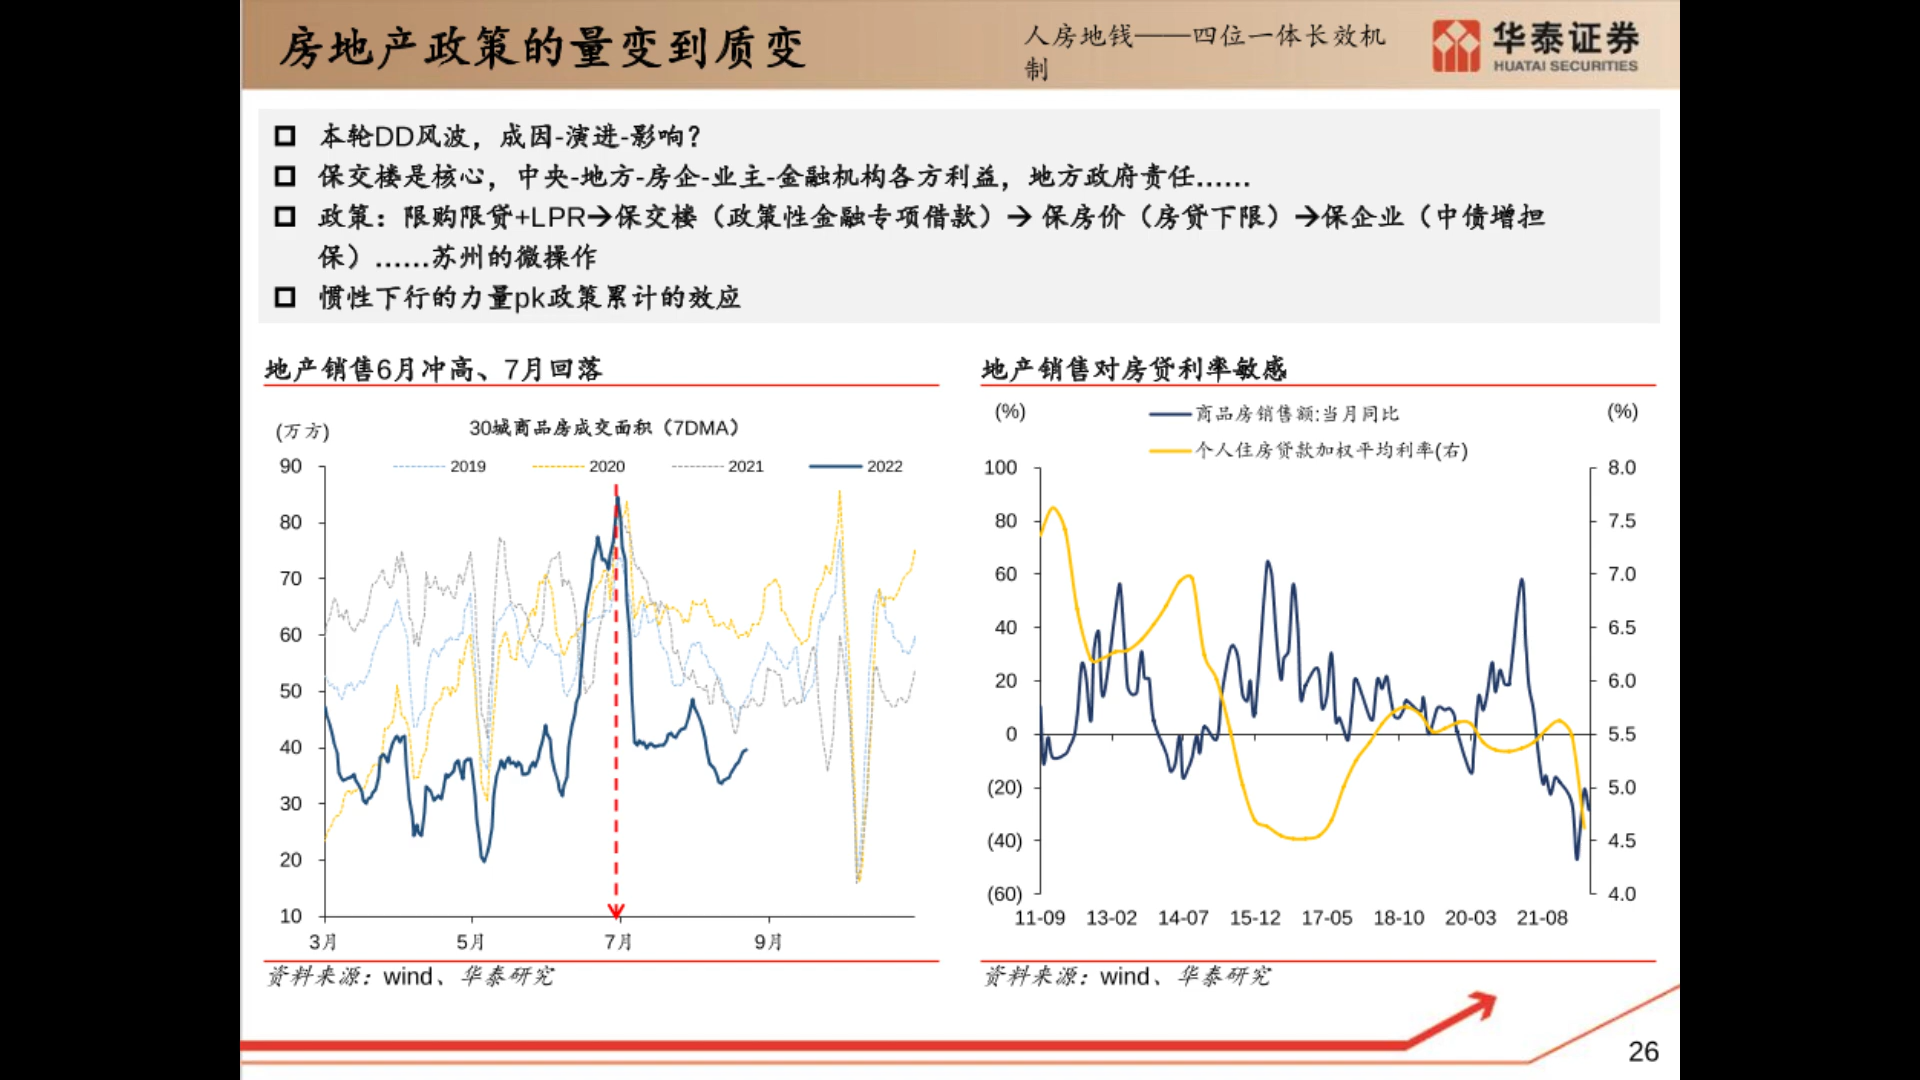 房地产政策的量变到质变
人房地钱——四位一体长效机
制
华泰证券
HUATAI SECURITIES
本轮DD风波，成因-演进-影响？
保交楼是核心，中央-地方-房企-业主-金融机构各方利益，地方政府责任……
政策：限购限贷+LPR→保交楼（政策性金融专项借款）→ 保房价（房贷下限）→保企业（中债增担
保）……苏州的微操作
惯性下行的力量pk政策累计的效应
地产销售6月冲高、7月回落
(万方)
30城商品房成交面积（7DMA）
2019 2020 2021 2022
90
80
70
60
50
40
30
20
10
3月 5月 7月 9月
资料来源：wind、华泰研究
地产销售对房贷利率敏感
(%) (%)
商品房销售额:当月同比
个人住房贷款加权平均利率(右)
100 8.0
80 7.5
60 7.0
40 6.5
20 6.0
0 5.5
(20) 5.0
(40) 4.5
(60) 4.0
11-09 13-02 14-07 15-12 17-05 18-10 20-03 21-08
资料来源：wind、华泰研究
26